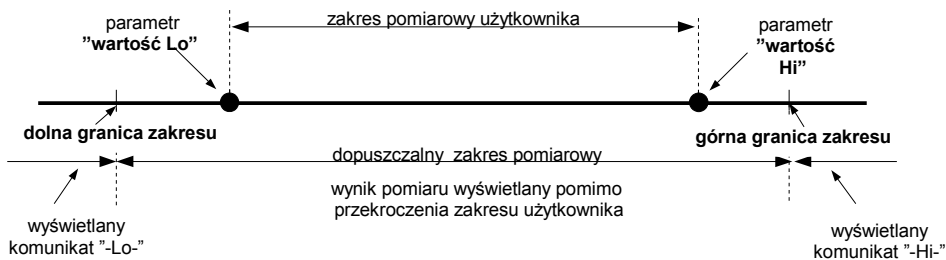 zakres pomiarowy użytkownika
parametr
”wartość Lo”
parametr
”wartość
Hi”
dolna granica zakresu
górna granica zakresu
dopuszczalny zakres pomiarowy
wynik pomiaru wyświetlany pomimo
przekroczenia zakresu użytkownika
wyświetlany
komunikat ”-Lo-”
wyświetlany
komunikat ”-Hi-”